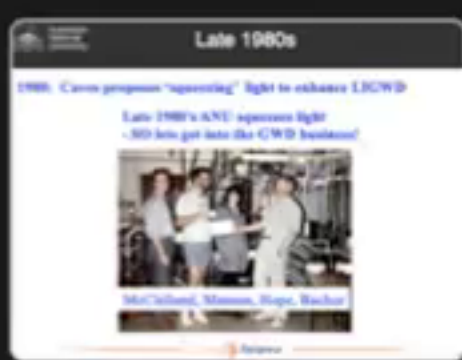 Late 1980s
1980: Caves proposes "squeezing" light to enhance LIGWD
Late 1980's ANU squeezes light
- SO lets get into the GWD business!
McClelland, Manson, Hope, Bachor